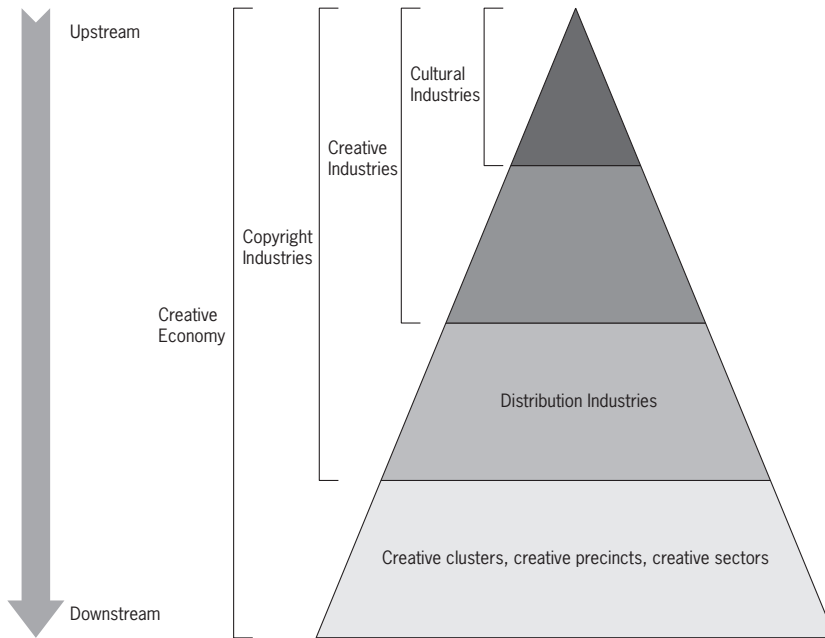 Upstream
Cultural
Industries
Creative
Industries
Copyright
Industries
Creative
Economy
Distribution Industries
Creative clusters, creative precincts, creative sectors
Downstream